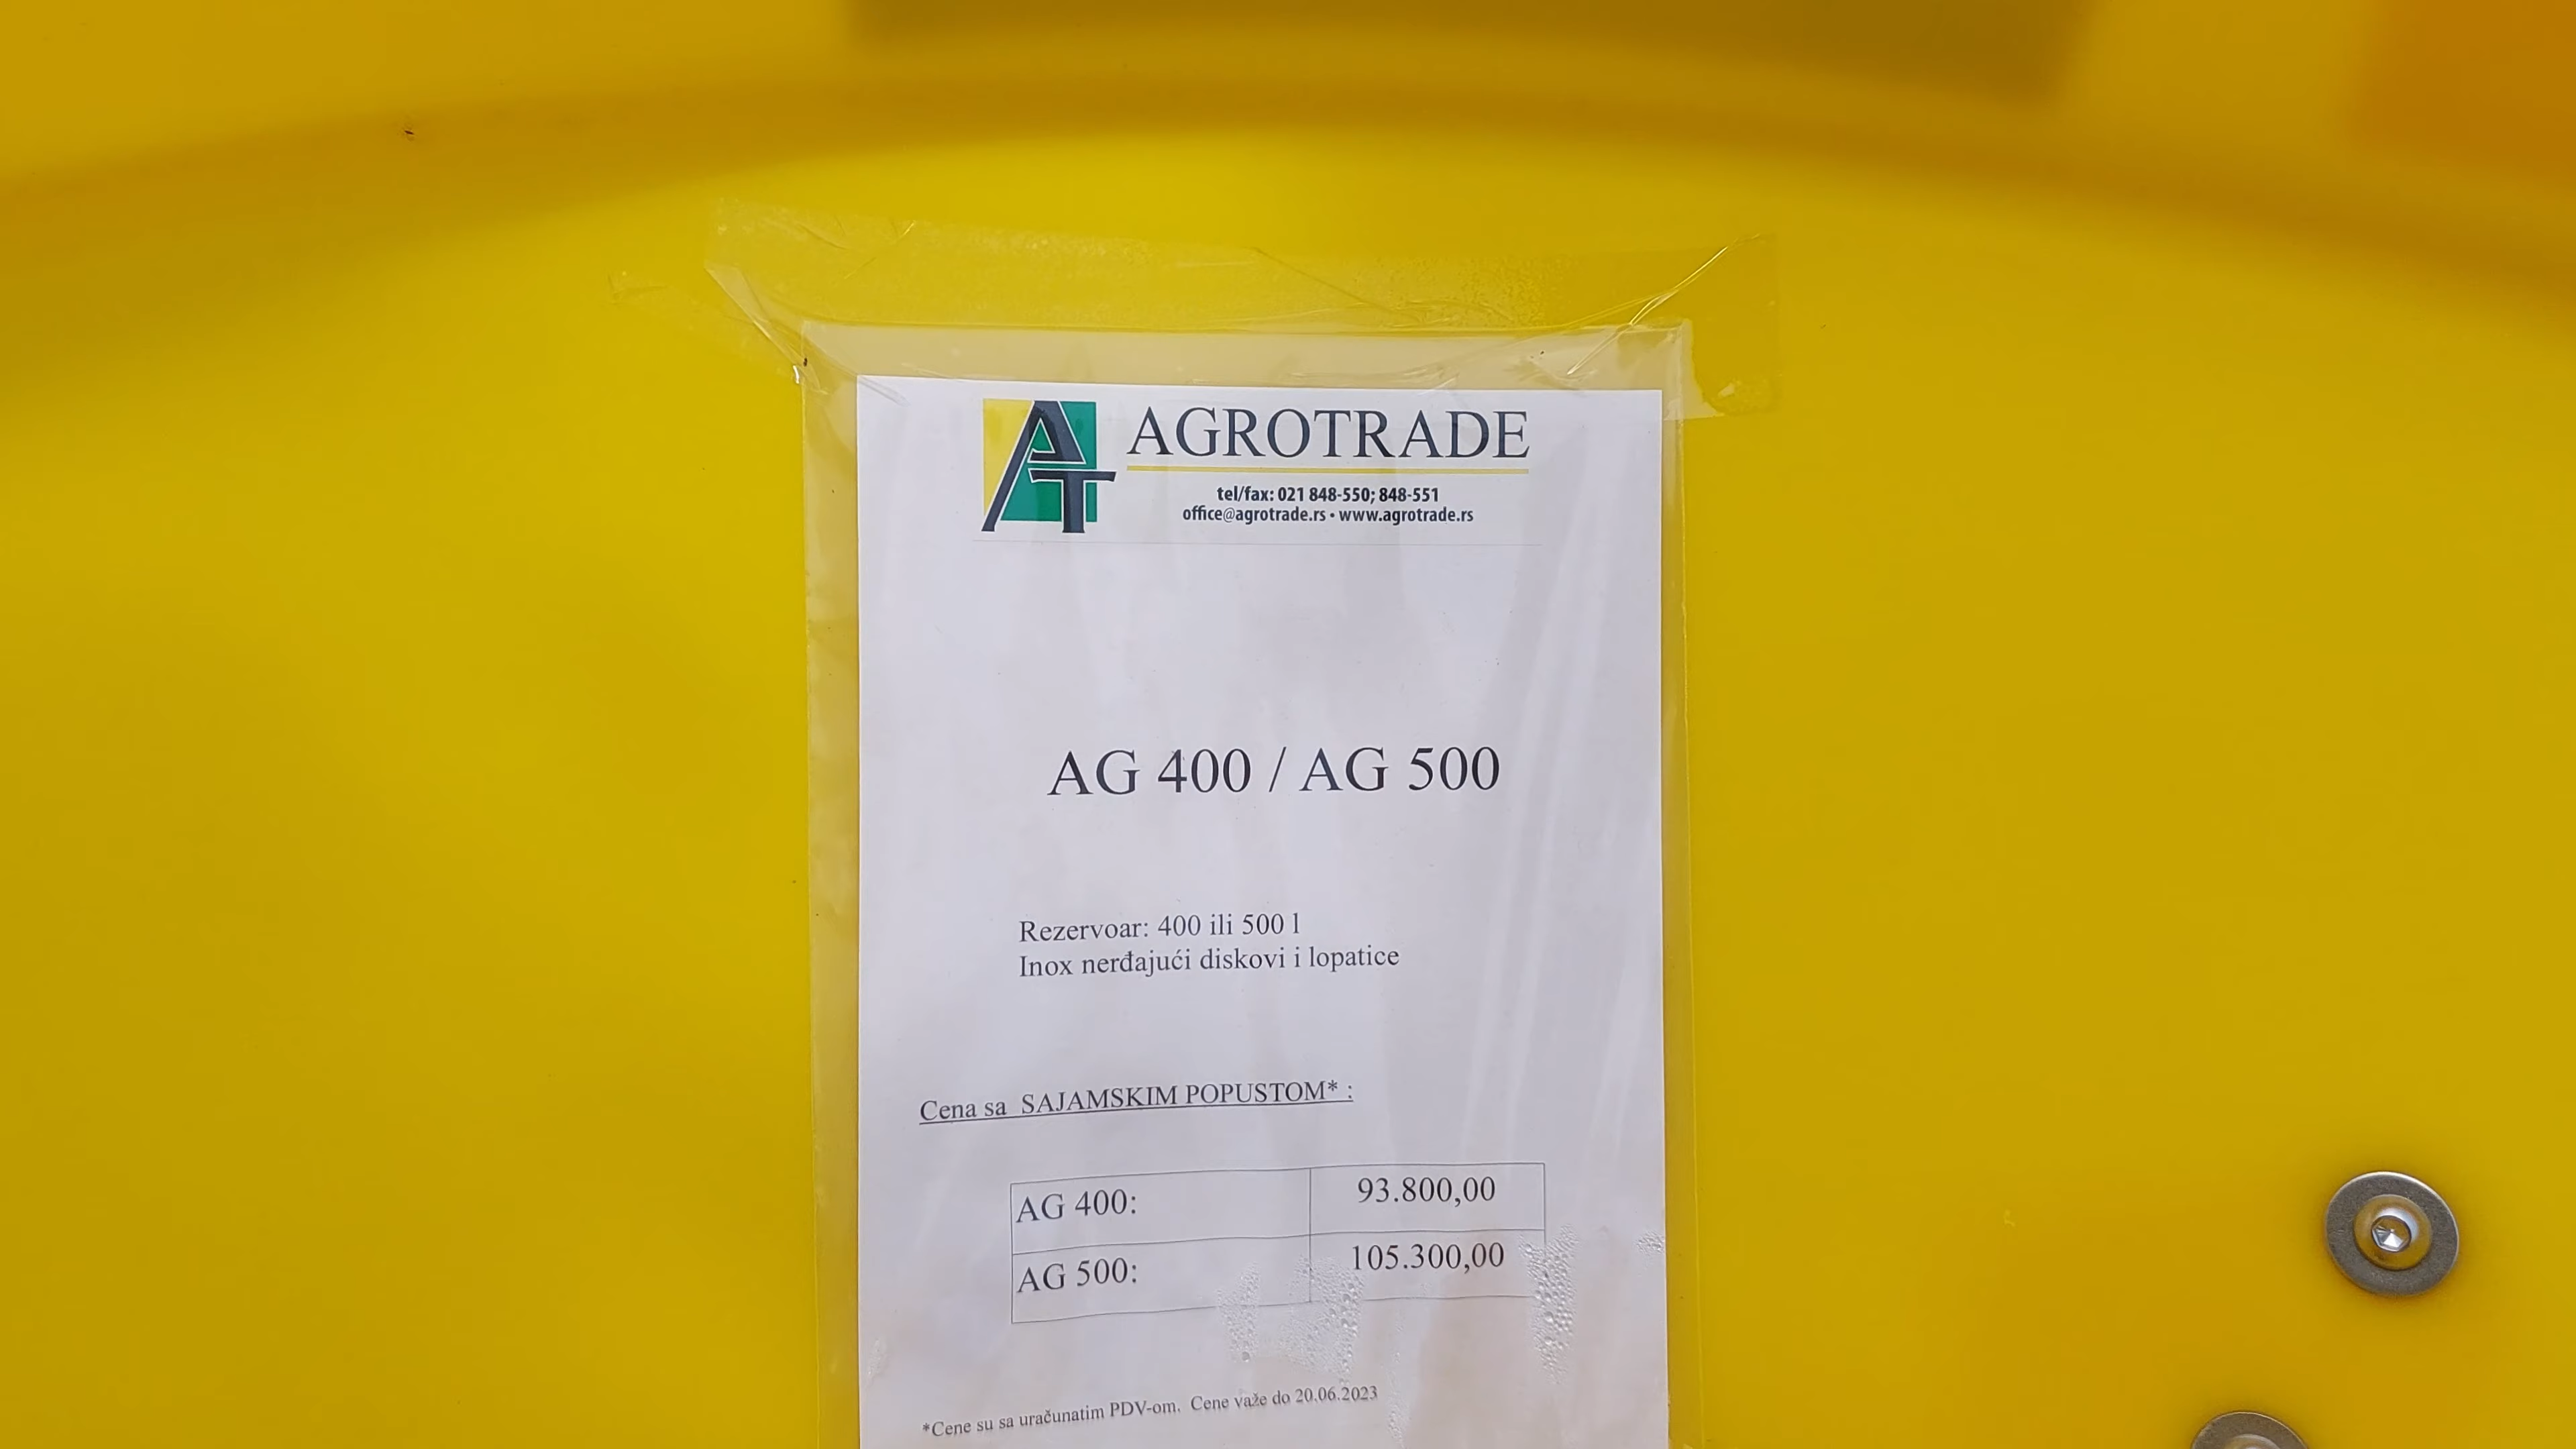 AT AGROTRADE
tel/fax: 021 848-550; 848-551
office@agrotrade.rs • www.agrotrade.rs
AG 400 / AG 500
Rezervoar: 400 ili 500 l
Inox nerđajući diskovi i lopatice
Cena sa SAJAMSKIM POPUSTOM* :
AG 400: 93.800,00
AG 500: 105.300,00
*Cene su sa uračunatim PDV-om. Cene važe do 20.06.2023